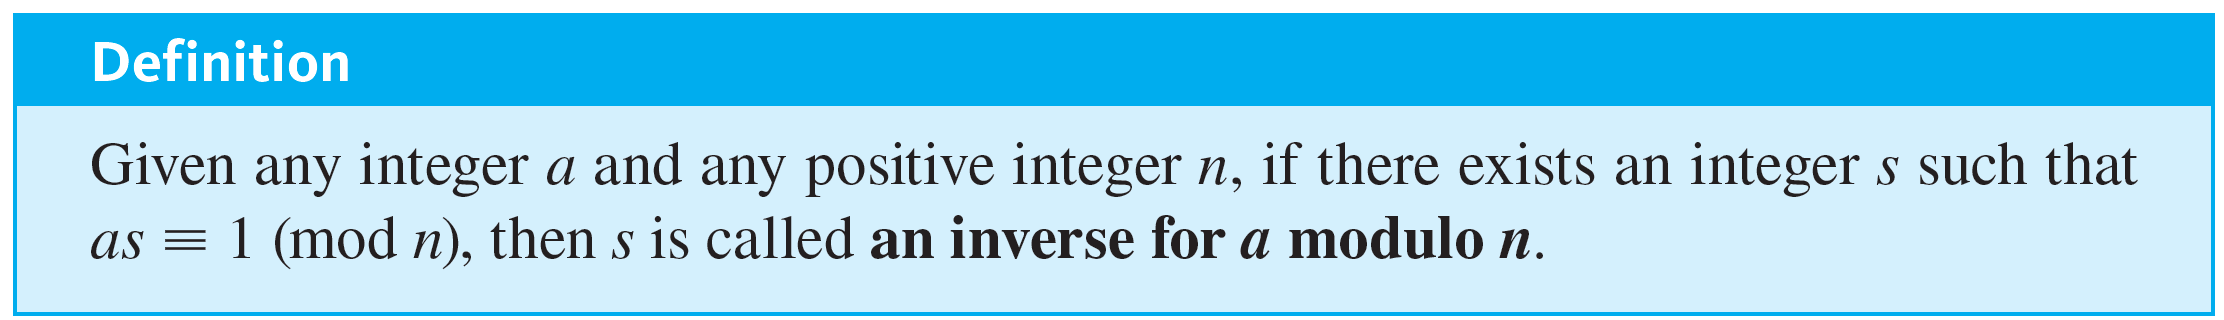 Definition
Given any integer a and any positive integer n, if there exists an integer s such that
as ≡ 1 (mod n), then s is called an inverse for a modulo n.